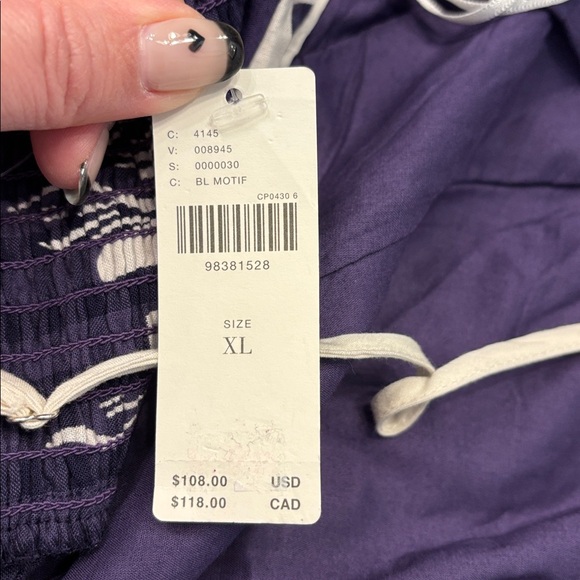 C: 4145
V: 008945
S: 0000030
C: BL MOTIF
CP0430 6
98381528
SIZE
XL
$108.00 USD
$118.00 CAD